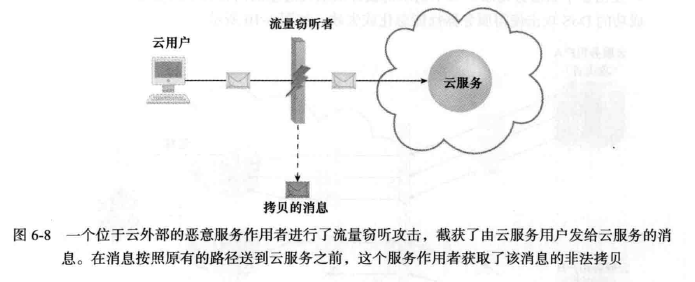 流量窃听者
云用户
云服务
拷贝的消息
图 6-8 一个位于云外部的恶意服务作用者进行了流量窃听攻击，截获了由云服务用户发给云服务的消
息。在消息按照原有的路径送到云服务之前，这个服务作用者获取了该消息的非法拷贝